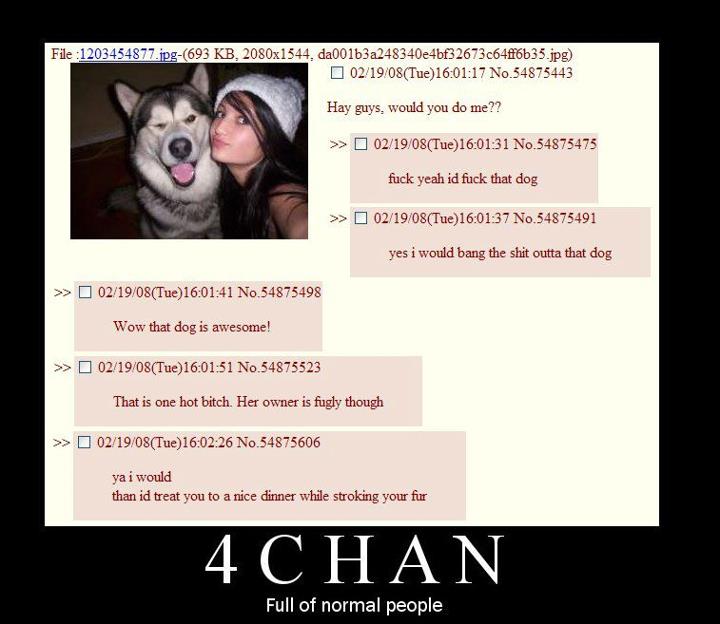 File :1203454877.jpg-(693 KB, 2080x1544, da001b3a248340e4bf32673c64ff6b35.jpg)
02/19/08(Tue)16:01:17 No.54875443
Hay guys, would you do me??
>> 02/19/08(Tue)16:01:31 No.54875475
fuck yeah id fuck that dog
>> 02/19/08(Tue)16:01:37 No.54875491
yes i would bang the shit outta that dog
>> 02/19/08(Tue)16:01:41 No.54875498
Wow that dog is awesome!
>> 02/19/08(Tue)16:01:51 No.54875523
That is one hot bitch. Her owner is fugly though
>> 02/19/08(Tue)16:02:26 No.54875606
ya i would
than id treat you to a nice dinner while stroking your fur
4CHAN
Full of normal people